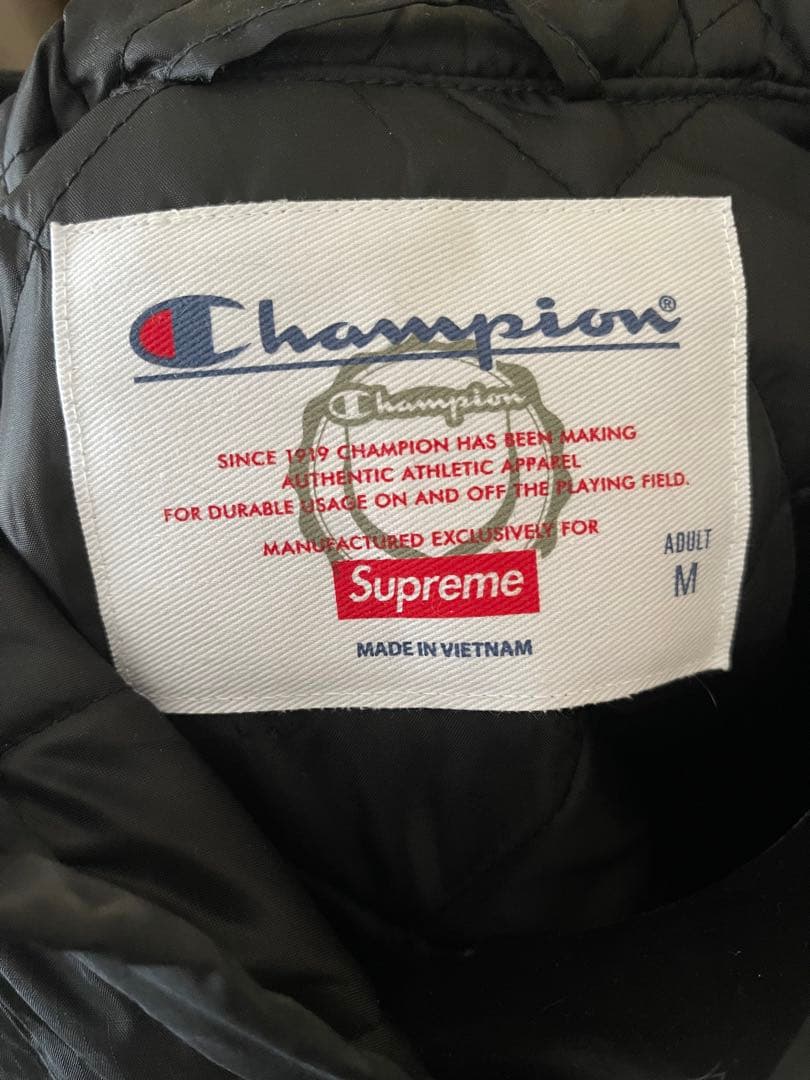 Champion®
Champion
SINCE 1919 CHAMPION HAS BEEN MAKING
AUTHENTIC ATHLETIC APPAREL
FOR DURABLE USAGE ON AND OFF THE PLAYING FIELD.
MANUFACTURED EXCLUSIVELY FOR
Supreme
ADULT
M
MADE IN VIETNAM